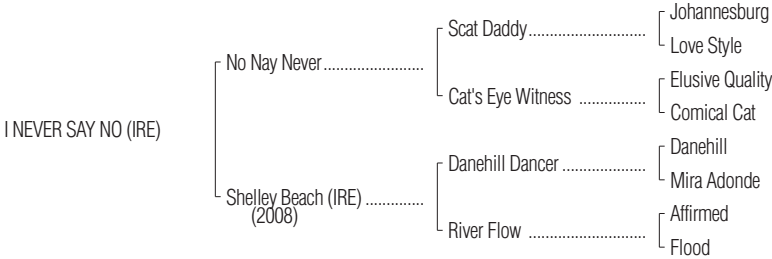 Johannesburg
Scat Daddy
Love Style
No Nay Never
Elusive Quality
Cat's Eye Witness
Comical Cat
I NEVER SAY NO (IRE)
Danehill
Danehill Dancer
Mira Adonde
Shelley Beach (IRE)
(2008)
Affirmed
River Flow
Flood